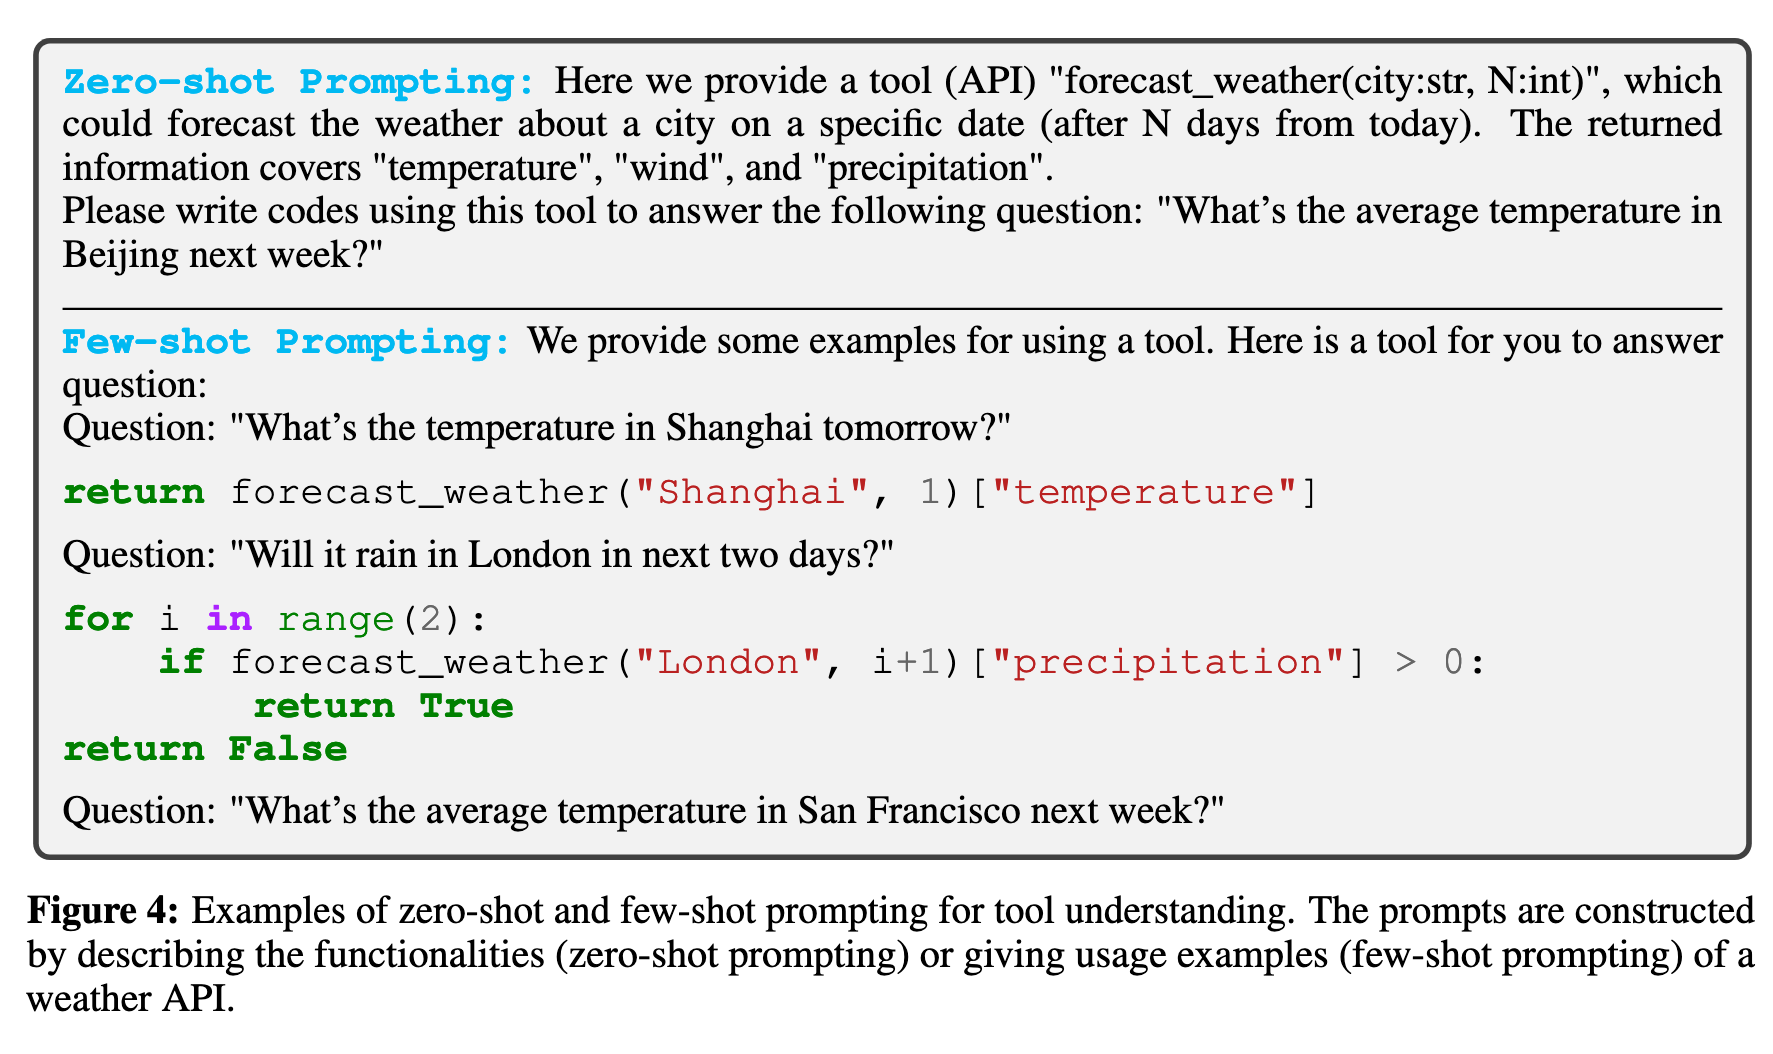 Zero-shot Prompting: Here we provide a tool (API) "forecast_weather(city:str, N:int)", which
could forecast the weather about a city on a specific date (after N days from today). The returned
information covers "temperature", "wind", and "precipitation".
Please write codes using this tool to answer the following question: "What’s the average temperature in
Beijing next week?"
Few-shot Prompting: We provide some examples for using a tool. Here is a tool for you to answer
question:
Question: "What’s the temperature in Shanghai tomorrow?"
return forecast_weather("Shanghai", 1)["temperature"]
Question: "Will it rain in London in next two days?"
for i in range(2):
    if forecast_weather("London", i+1)["precipitation"] > 0:
        return True
return False
Question: "What’s the average temperature in San Francisco next week?"
Figure 4: Examples of zero-shot and few-shot prompting for tool understanding. The prompts are constructed
by describing the functionalities (zero-shot prompting) or giving usage examples (few-shot prompting) of a
weather API.